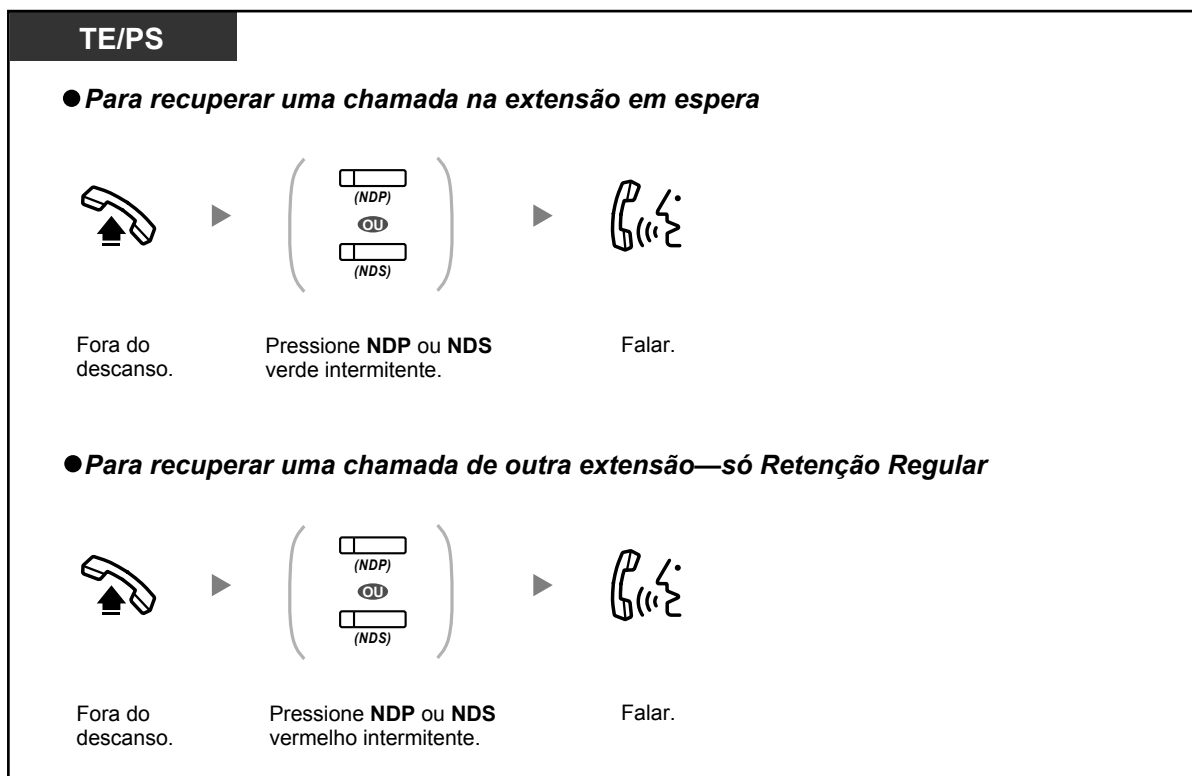 TE/PS
●Para recuperar uma chamada na extensão em espera
(NDP)
OU
(NDS)
Fora do
descanso.
Pressione NDP ou NDS
verde intermitente.
Falar.
●Para recuperar uma chamada de outra extensão—só Retenção Regular
(NDP)
OU
(NDS)
Fora do
descanso.
Pressione NDP ou NDS
vermelho intermitente.
Falar.